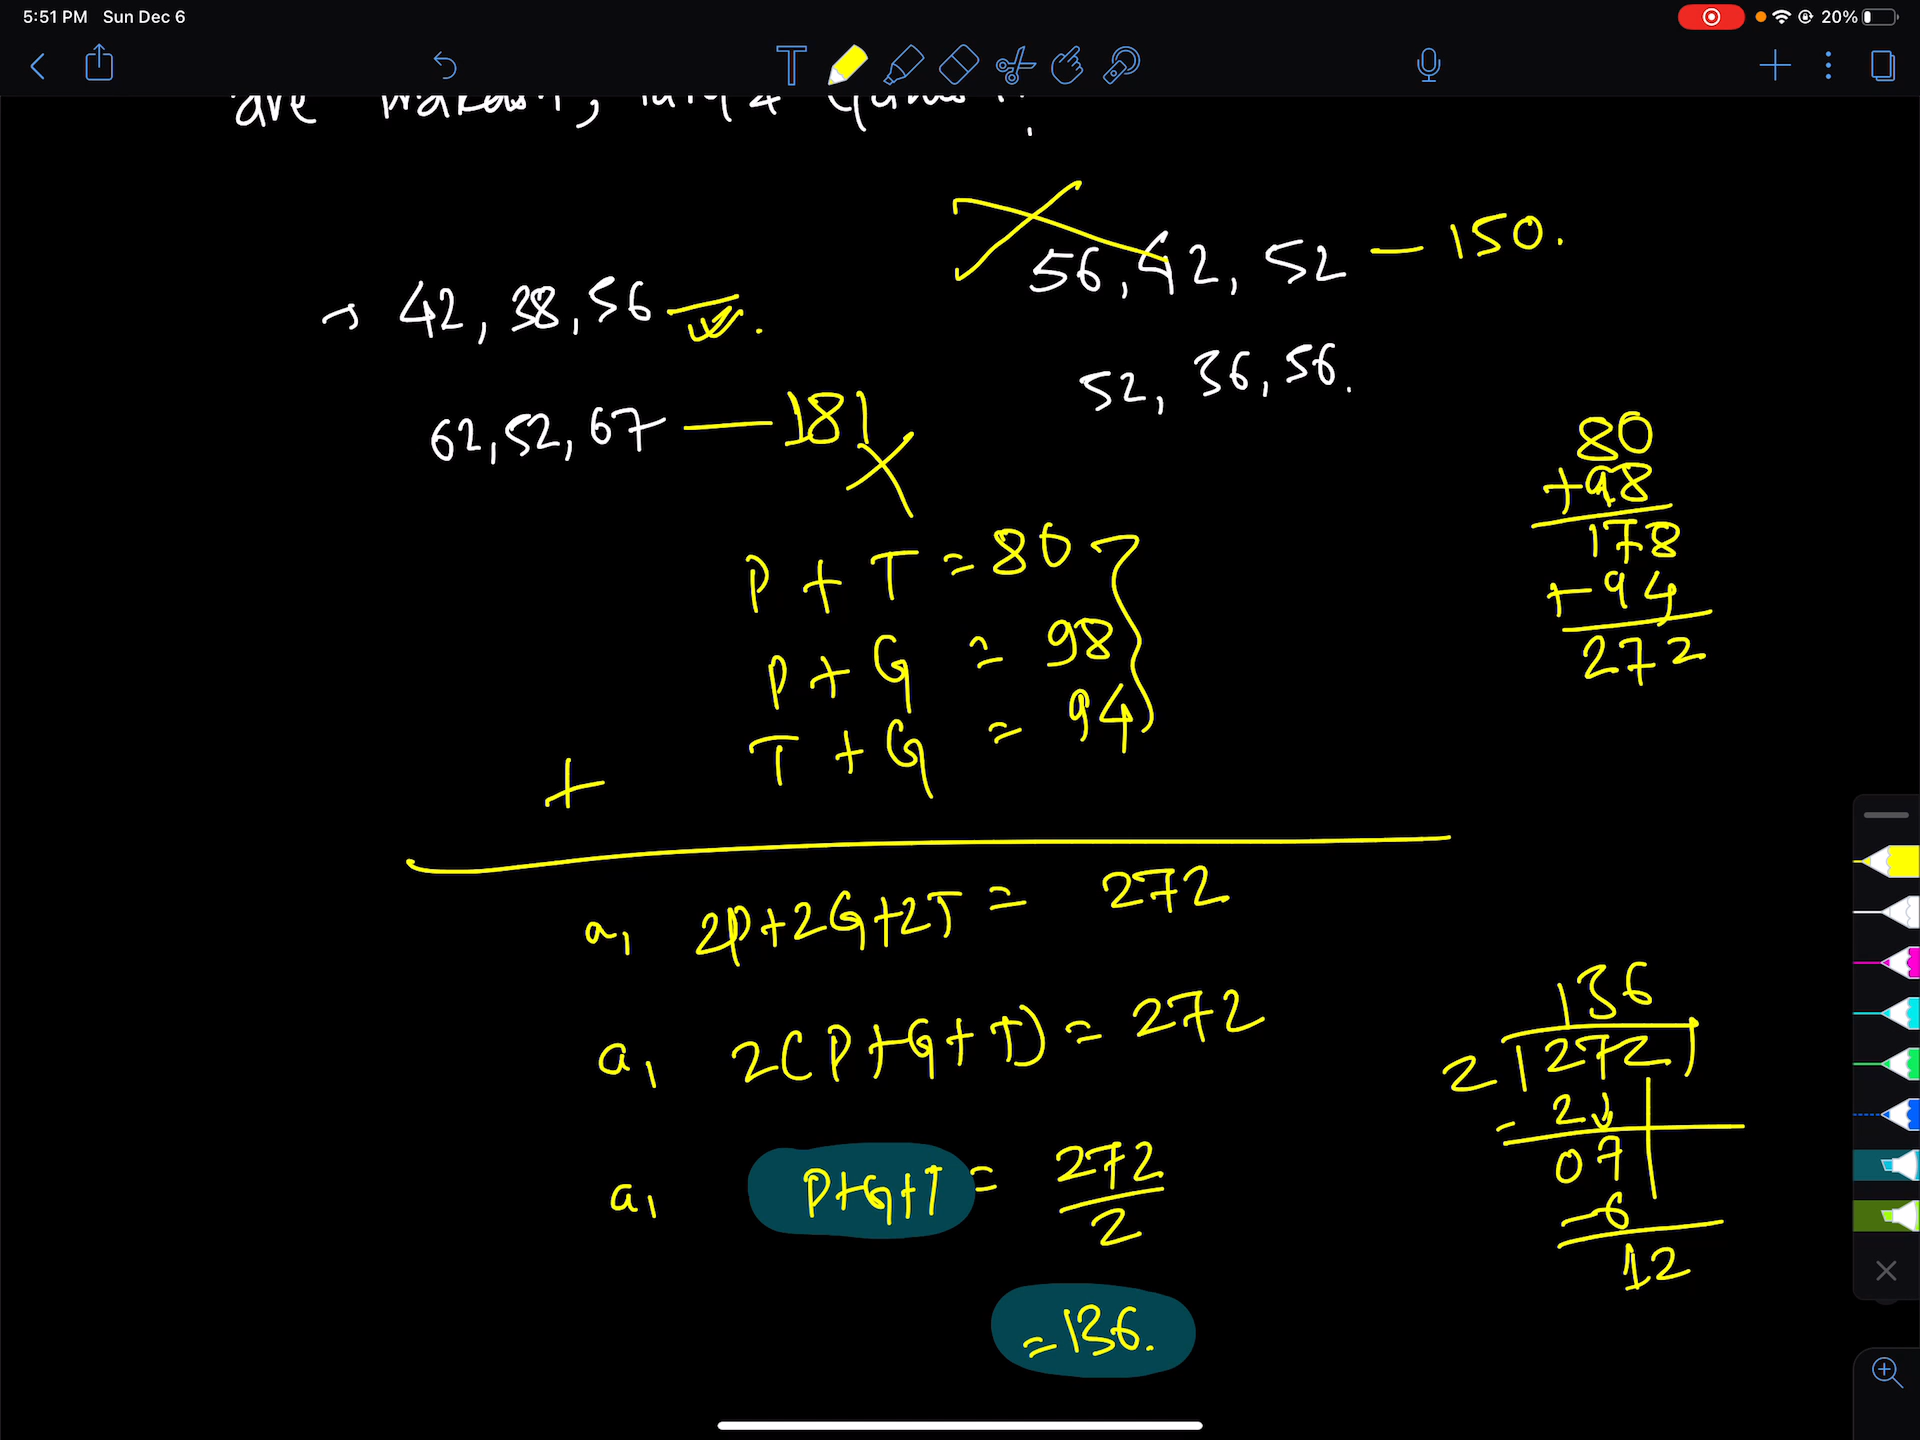 5:51 PM Sun Dec 6
20%
are
56, 42, 52 — 150.
→ 42, 38, 56
52, 36, 56.
62, 52, 67 — 181
80
+98
178
+94
272
P + T = 80
P + G = 98
T + G = 94
+
a, 2P+2G+2T = 272
a, 2(P+G+T) = 272
a, P+G+T = 272
2
= 136.
136
2 272
- 2
07
-6
12